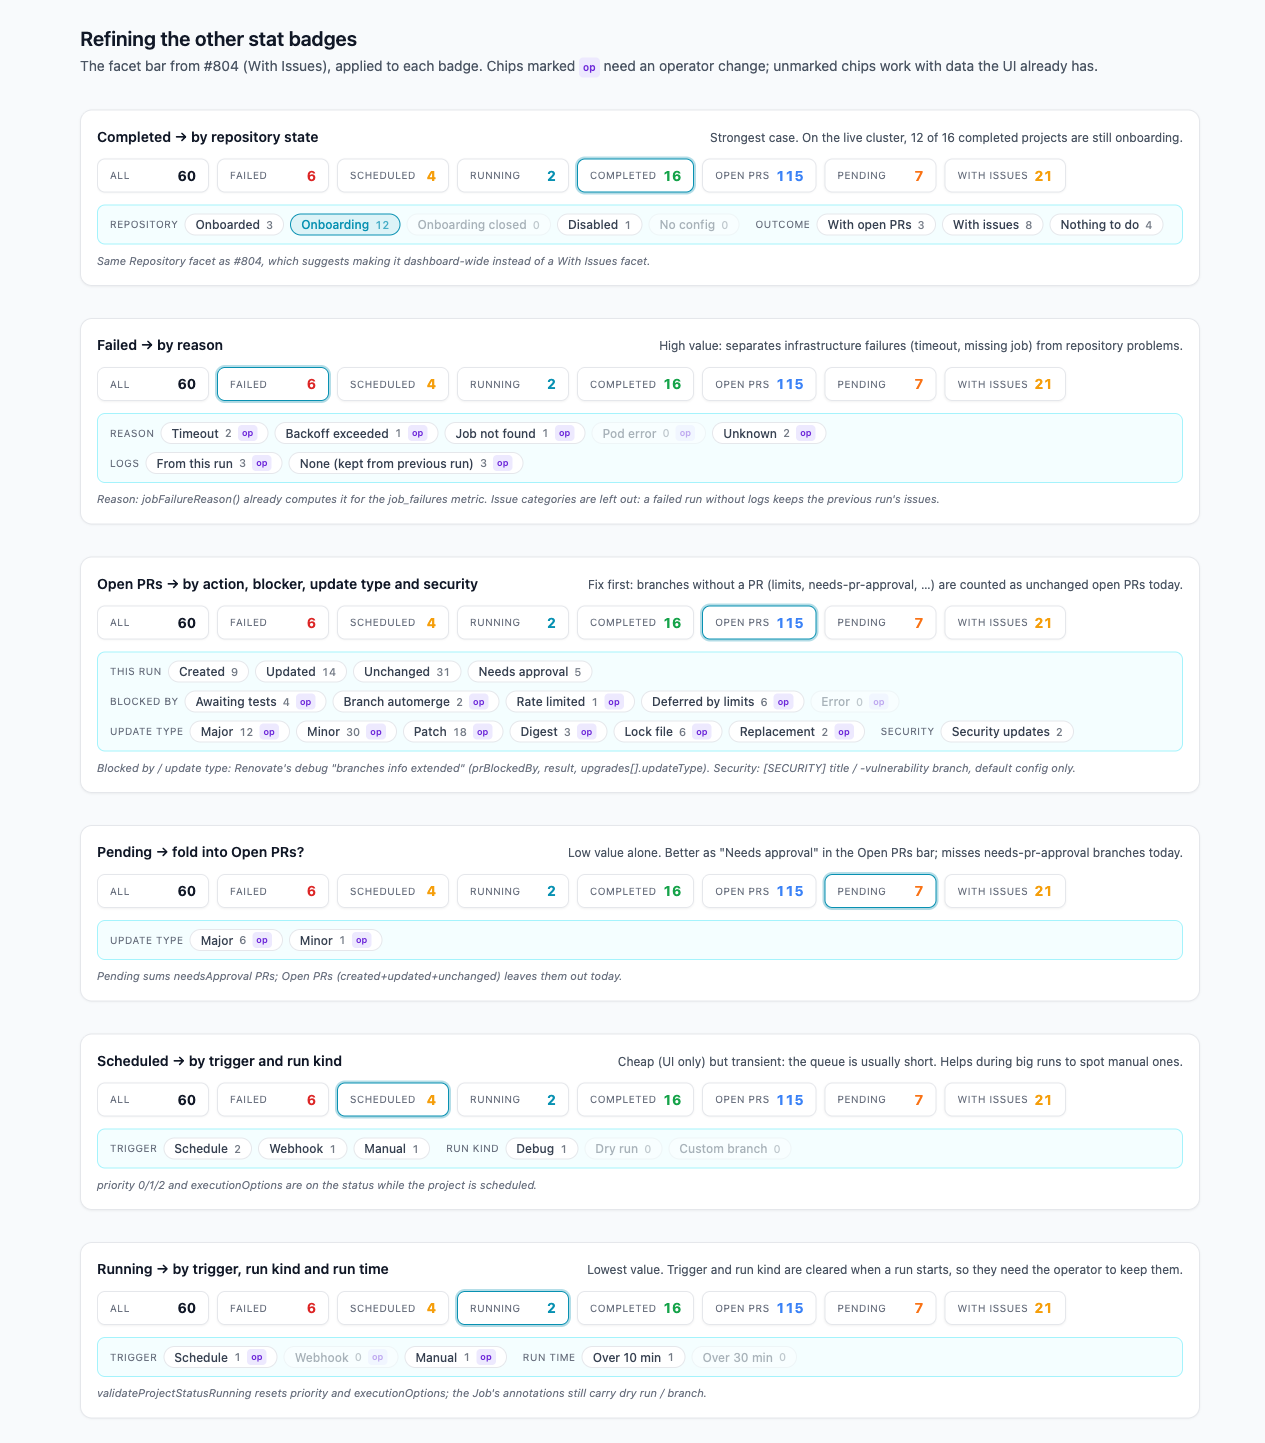 Refining the other stat badges
The facet bar from #804 (With Issues), applied to each badge. Chips marked op need an operator change; unmarked chips work with data the UI already has.
Completed → by repository state
Strongest case. On the live cluster, 12 of 16 completed projects are still onboarding.
ALL 60 FAILED 6 SCHEDULED 4 RUNNING 2 COMPLETED 16 OPEN PRS 115 PENDING 7 WITH ISSUES 21
REPOSITORY Onboarded 3 Onboarding 12 Onboarding closed 0 Disabled 1 No config 0 OUTCOME With open PRs 3 With issues 8 Nothing to do 4
Same Repository facet as #804, which suggests making it dashboard-wide instead of a With Issues facet.
Failed → by reason
High value: separates infrastructure failures (timeout, missing job) from repository problems.
ALL 60 FAILED 6 SCHEDULED 4 RUNNING 2 COMPLETED 16 OPEN PRS 115 PENDING 7 WITH ISSUES 21
REASON Timeout 2 op Backoff exceeded 1 op Job not found 1 op Pod error 0 op Unknown 2 op
LOGS From this run 3 op None (kept from previous run) 3 op
Reason: jobFailureReason() already computes it for the job_failures metric. Issue categories are left out: a failed run without logs keeps the previous run's issues.
Open PRs → by action, blocker, update type and security
Fix first: branches without a PR (limits, needs-pr-approval, ...) are counted as unchanged open PRs today.
ALL 60 FAILED 6 SCHEDULED 4 RUNNING 2 COMPLETED 16 OPEN PRS 115 PENDING 7 WITH ISSUES 21
THIS RUN Created 9 Updated 14 Unchanged 31 Needs approval 5
BLOCKED BY Awaiting tests 4 op Branch automerge 2 op Rate limited 1 op Deferred by limits 6 op Error 0 op
UPDATE TYPE Major 12 op Minor 30 op Patch 18 op Digest 3 op Lock file 6 op Replacement 2 op SECURITY Security updates 2
Blocked by / update type: Renovate's debug "branches info extended" (prBlockedBy, result, upgrades[].updateType). Security: [SECURITY] title / -vulnerability branch, default config only.
Pending → fold into Open PRs?
Low value alone. Better as "Needs approval" in the Open PRs bar; misses needs-pr-approval branches today.
ALL 60 FAILED 6 SCHEDULED 4 RUNNING 2 COMPLETED 16 OPEN PRS 115 PENDING 7 WITH ISSUES 21
UPDATE TYPE Major 6 op Minor 1 op
Pending sums needsApproval PRs; Open PRs (created+updated+unchanged) leaves them out today.
Scheduled → by trigger and run kind
Cheap (UI only) but transient: the queue is usually short. Helps during big runs to spot manual ones.
ALL 60 FAILED 6 SCHEDULED 4 RUNNING 2 COMPLETED 16 OPEN PRS 115 PENDING 7 WITH ISSUES 21
TRIGGER Schedule 2 Webhook 1 Manual 1 RUN KIND Debug 1 Dry run 0 Custom branch 0
priority 0/1/2 and executionOptions are on the status while the project is scheduled.
Running → by trigger, run kind and run time
Lowest value. Trigger and run kind are cleared when a run starts, so they need the operator to keep them.
ALL 60 FAILED 6 SCHEDULED 4 RUNNING 2 COMPLETED 16 OPEN PRS 115 PENDING 7 WITH ISSUES 21
TRIGGER Schedule 1 op Webhook 0 op Manual 1 op RUN TIME Over 10 min 1 Over 30 min 0
validateProjectStatusRunning resets priority and executionOptions; the Job's annotations still carry dry run / branch.